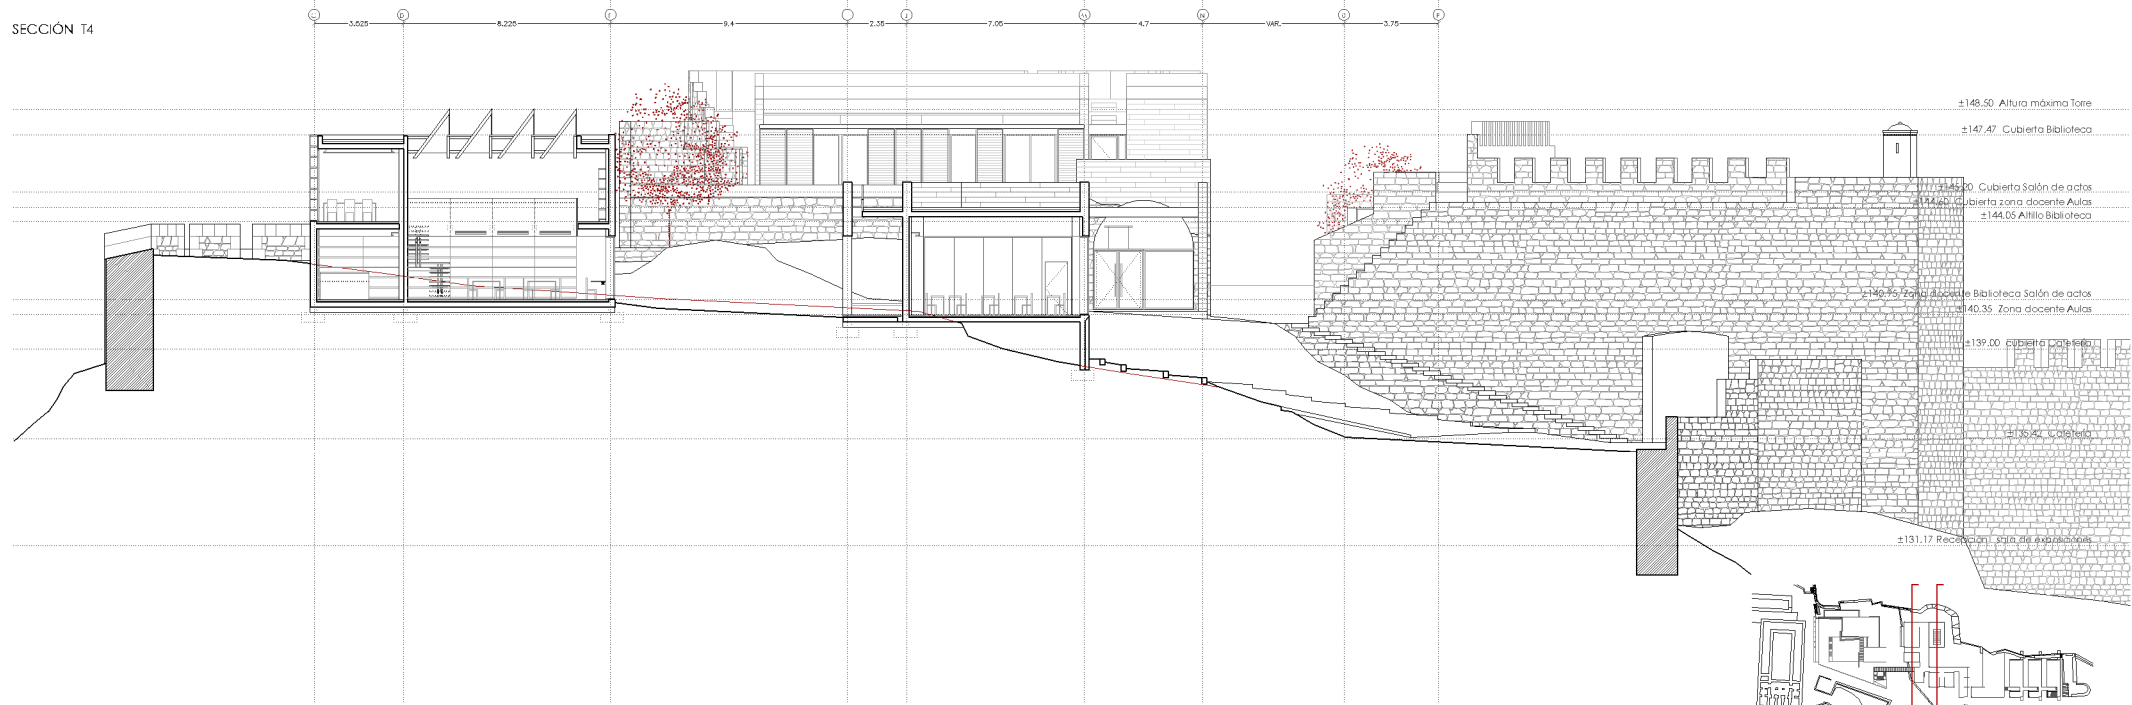 SECCIÓN T4
3.625 8.225 9.4 2.35 7.05 4.7 VAR. 3.75
±148.50 Altura máxima Torre
±147.47 Cubierta Biblioteca
Cubierta Salón de actos
Cubierta zona docente Aulas
±144.05 Altillo Biblioteca
±140.75 Zona docente Biblioteca Salón de actos
±140.35 Zona docente Aulas
±139.00 cubierta Cafetería
Cafetería
±131.17 Recepción sala de exposiciones